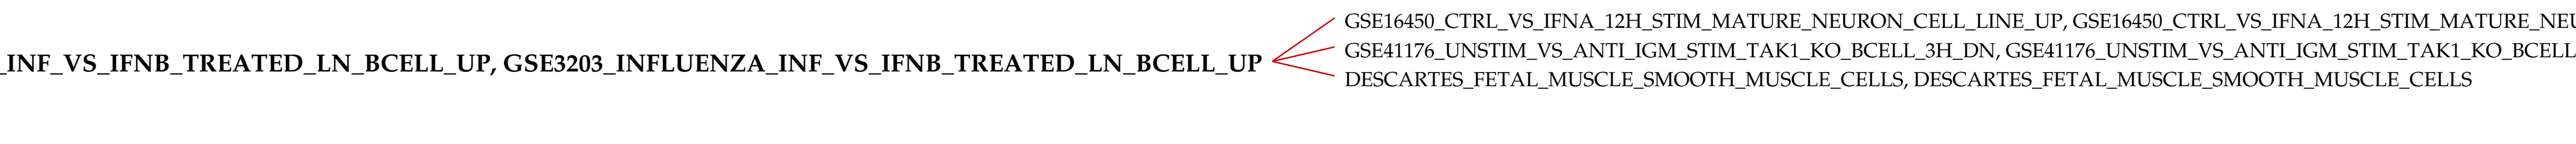 _INF_VS_IFNB_TREATED_LN_BCELL_UP, GSE3203_INFLUENZA_INF_VS_IFNB_TREATED_LN_BCELL_UP
GSE16450_CTRL_VS_IFNA_12H_STIM_MATURE_NEURON_CELL_LINE_UP, GSE16450_CTRL_VS_IFNA_12H_STIM_MATURE_NEU
GSE41176_UNSTIM_VS_ANTI_IGM_STIM_TAK1_KO_BCELL_3H_DN, GSE41176_UNSTIM_VS_ANTI_IGM_STIM_TAK1_KO_BCELL
DESCARTES_FETAL_MUSCLE_SMOOTH_MUSCLE_CELLS, DESCARTES_FETAL_MUSCLE_SMOOTH_MUSCLE_CELLS